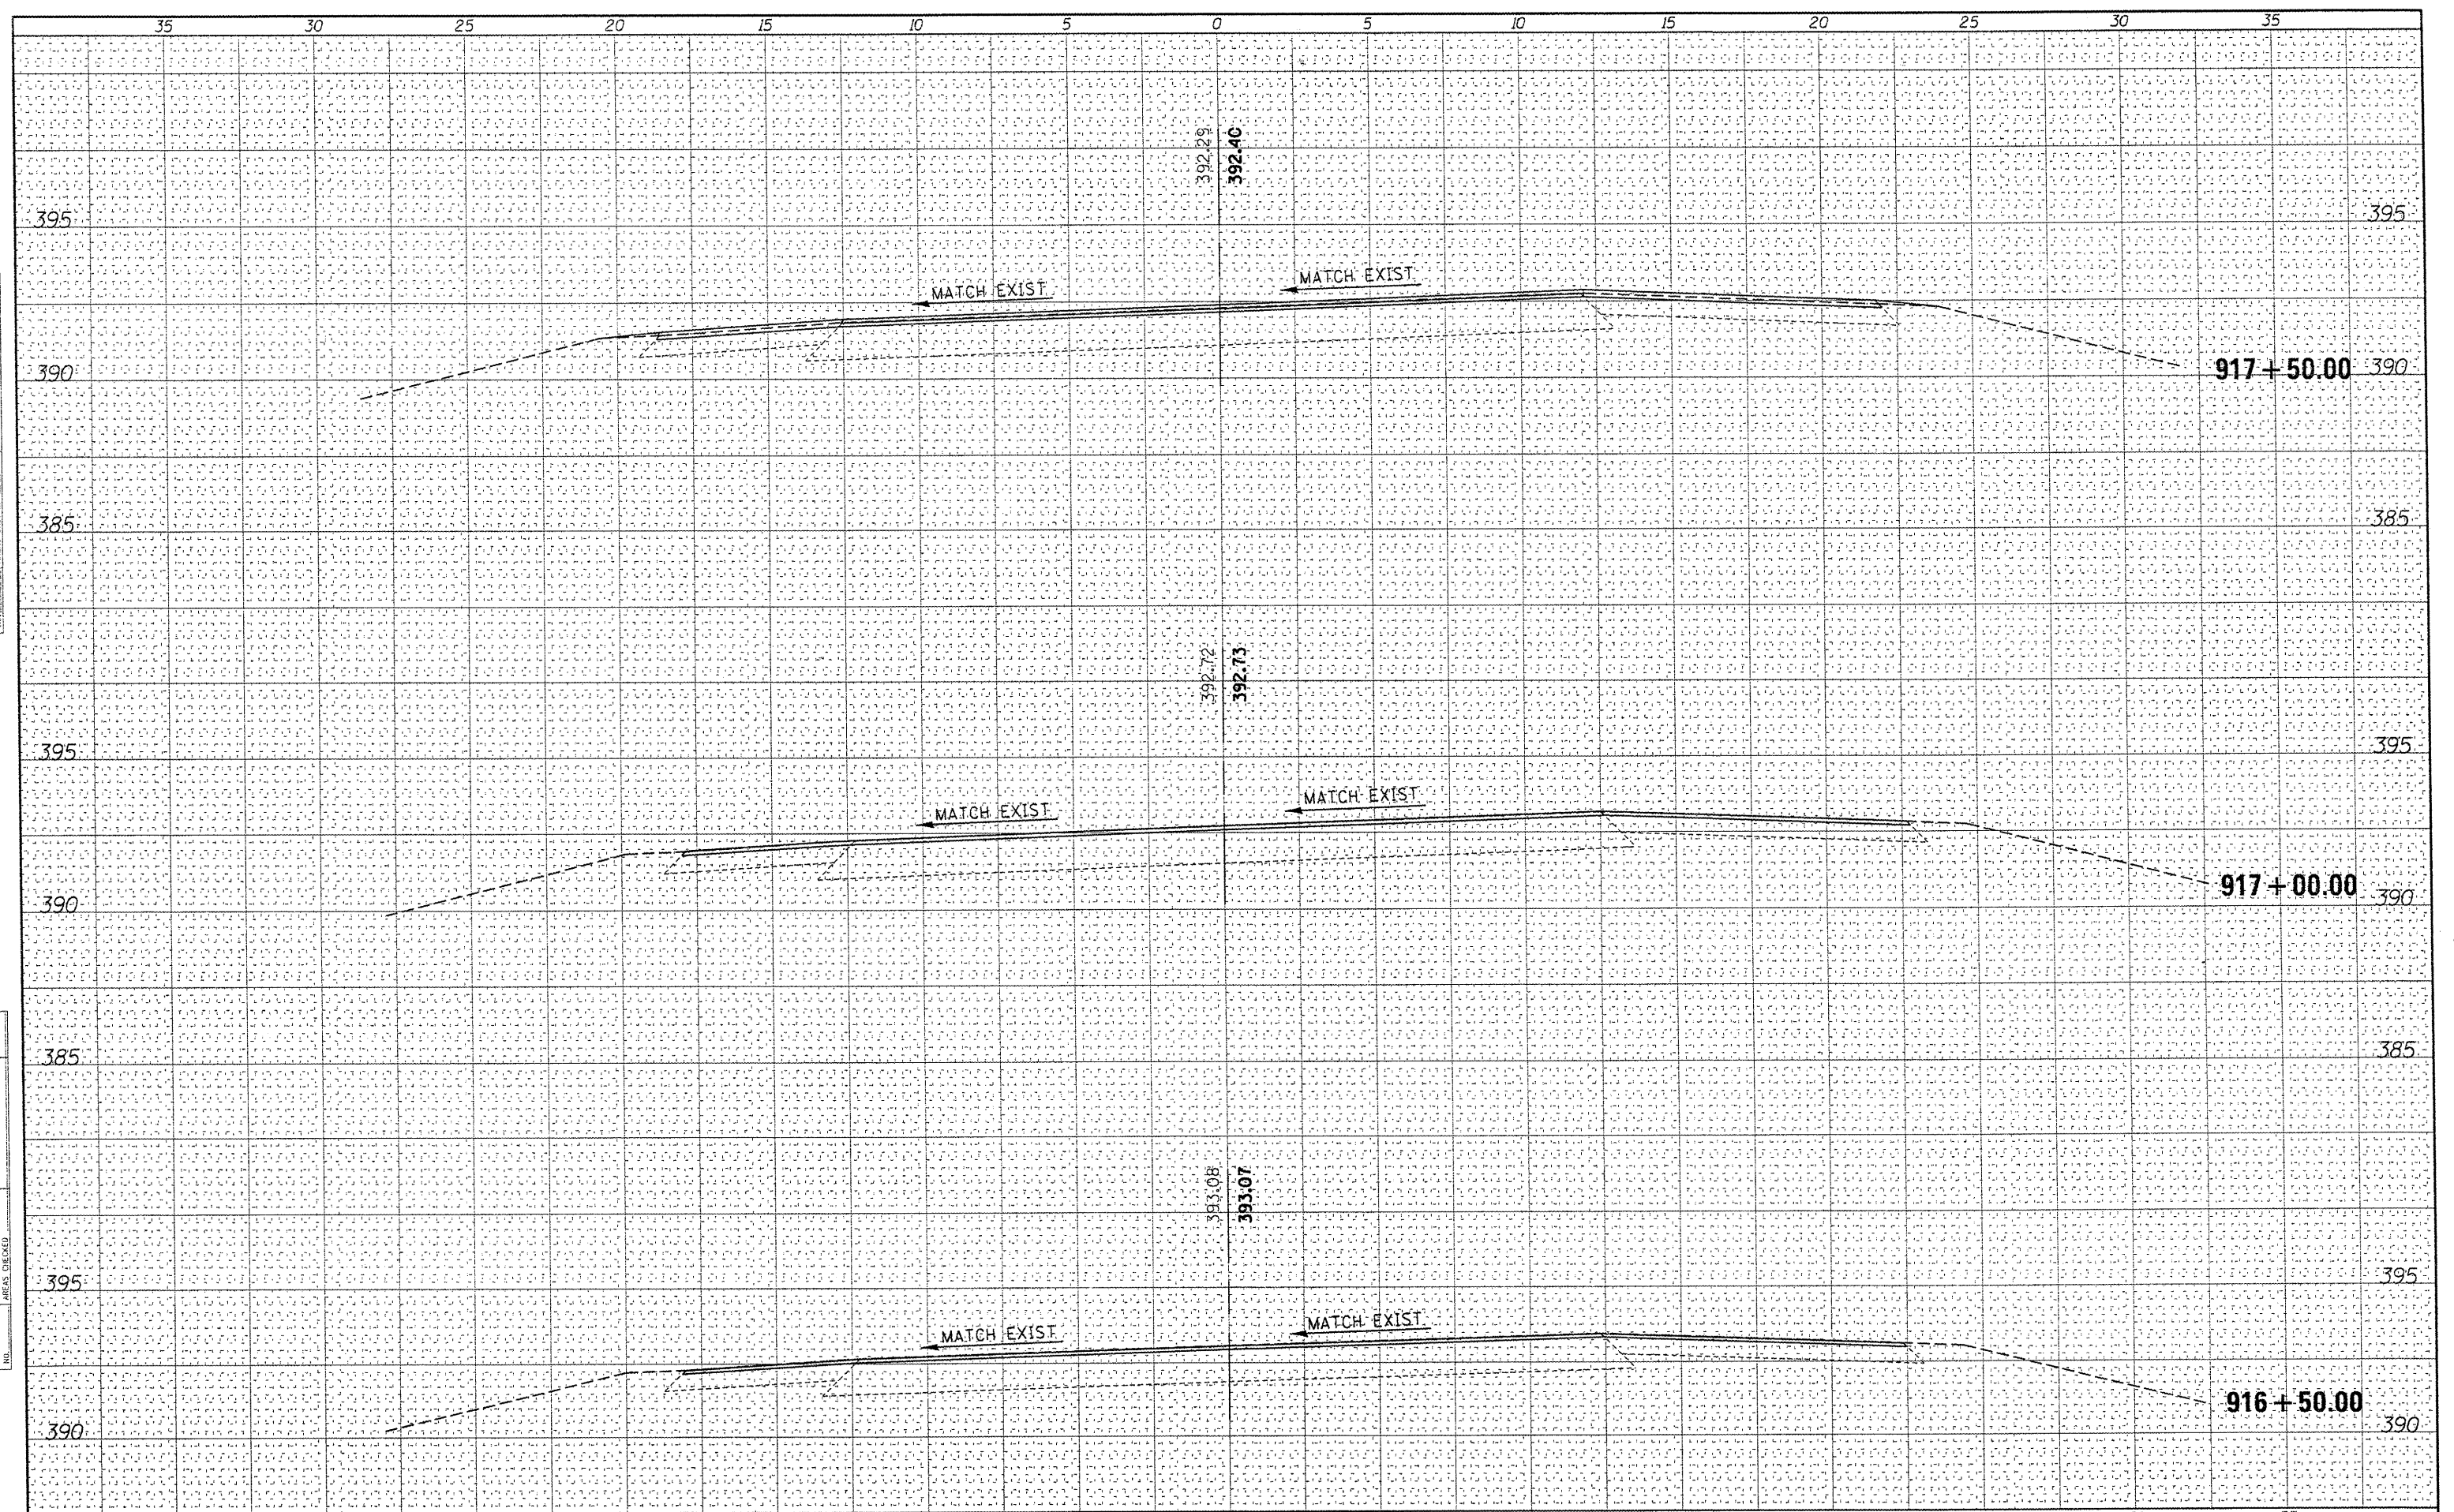 35 30 25 20 15 10 5 0 5 10 15 20 25 30 35
392.29
392.40
395 395
MATCH EXIST
MATCH EXIST
390 917+50.00 390
385 385
392.72
392.73
395 395
MATCH EXIST
MATCH EXIST
390 917+00.00 390
385 385
393.08
393.07
AREAS CHECKED
NO.
395 395
MATCH EXIST
MATCH EXIST
390 916+50.00 390